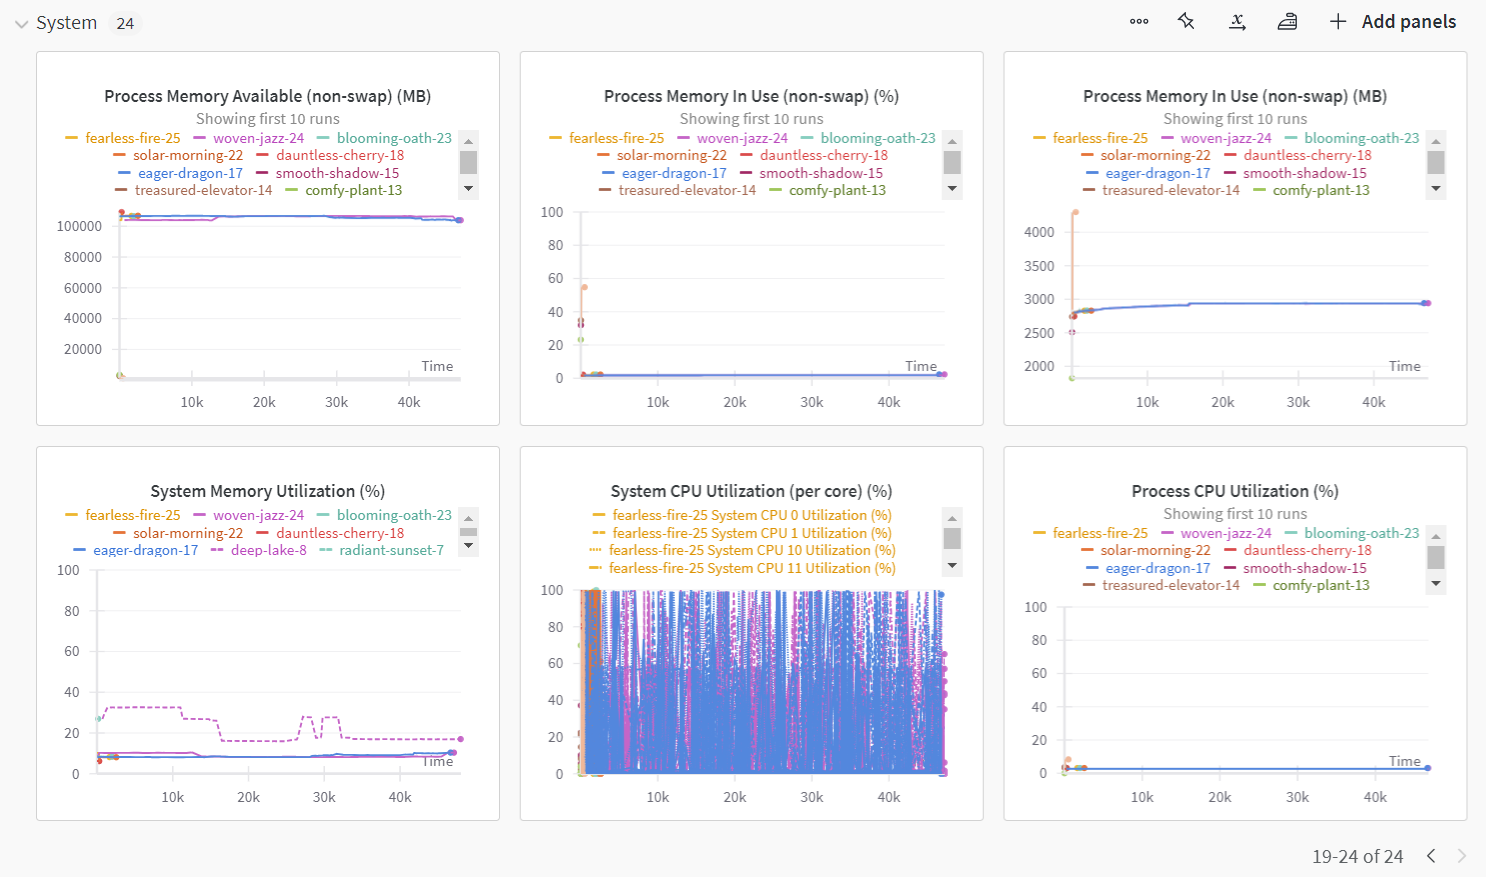 System 24
Add panels
Process Memory Available (non-swap) (MB)
Showing first 10 runs
fearless-fire-25 woven-jazz-24 blooming-oath-23
solar-morning-22 dauntless-cherry-18
eager-dragon-17 smooth-shadow-15
treasured-elevator-14 comfy-plant-13
100000
80000
60000
40000
20000
Time
10k 20k 30k 40k
Process Memory In Use (non-swap) (%)
Showing first 10 runs
fearless-fire-25 woven-jazz-24 blooming-oath-23
solar-morning-22 dauntless-cherry-18
eager-dragon-17 smooth-shadow-15
treasured-elevator-14 comfy-plant-13
100
80
60
40
20
0
Time
10k 20k 30k 40k
Process Memory In Use (non-swap) (MB)
Showing first 10 runs
fearless-fire-25 woven-jazz-24 blooming-oath-23
solar-morning-22 dauntless-cherry-18
eager-dragon-17 smooth-shadow-15
treasured-elevator-14 comfy-plant-13
4000
3500
3000
2500
2000
Time
10k 20k 30k 40k
System Memory Utilization (%)
fearless-fire-25 woven-jazz-24 blooming-oath-23
solar-morning-22 dauntless-cherry-18
eager-dragon-17 deep-lake-8 radiant-sunset-7
100
80
60
40
20
0
Time
10k 20k 30k 40k
System CPU Utilization (per core) (%)
fearless-fire-25 System CPU 0 Utilization (%)
fearless-fire-25 System CPU 1 Utilization (%)
fearless-fire-25 System CPU 10 Utilization (%)
fearless-fire-25 System CPU 11 Utilization (%)
100
80
60
40
20
0
10k 20k 30k 40k
Process CPU Utilization (%)
Showing first 10 runs
fearless-fire-25 woven-jazz-24 blooming-oath-23
solar-morning-22 dauntless-cherry-18
eager-dragon-17 smooth-shadow-15
treasured-elevator-14 comfy-plant-13
100
80
60
40
20
0
Time
10k 20k 30k 40k
19-24 of 24